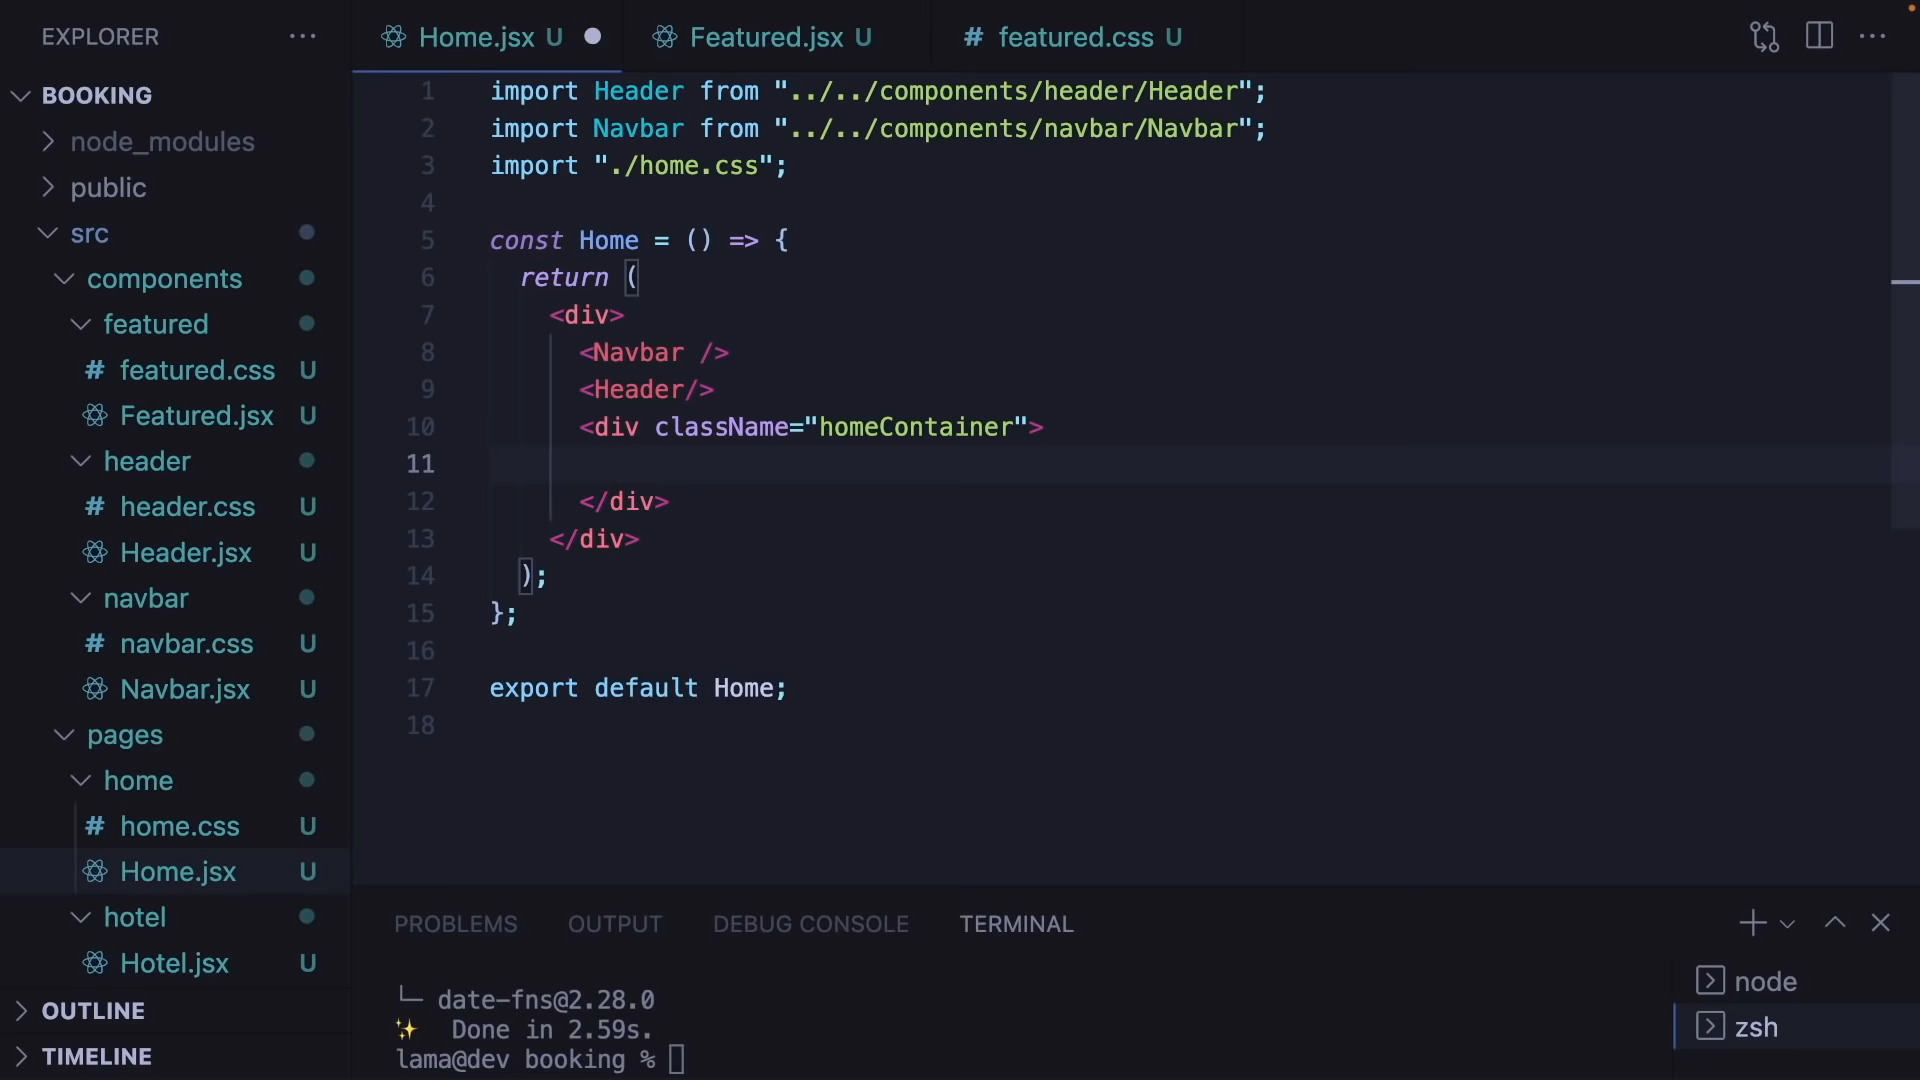 EXPLORER
BOOKING
node_modules
public
src
components
featured
# featured.css U
Featured.jsx U
header
# header.css U
Header.jsx U
navbar
# navbar.css U
Navbar.jsx U
pages
home
# home.css U
Home.jsx U
hotel
Hotel.jsx U
OUTLINE
TIMELINE
Home.jsx U
Featured.jsx U
# featured.css U
1 import Header from "../../components/header/Header";
2 import Navbar from "../../components/navbar/Navbar";
3 import "./home.css";
4
5 const Home = () => {
6   return (
7     <div>
8       <Navbar />
9       <Header/>
10       <div className="homeContainer">
11
12       </div>
13     </div>
14   );
15 };
16
17 export default Home;
18
PROBLEMS OUTPUT DEBUG CONSOLE TERMINAL
└─ date-fns@2.28.0
✨ Done in 2.59s.
lama@dev booking %
node
zsh